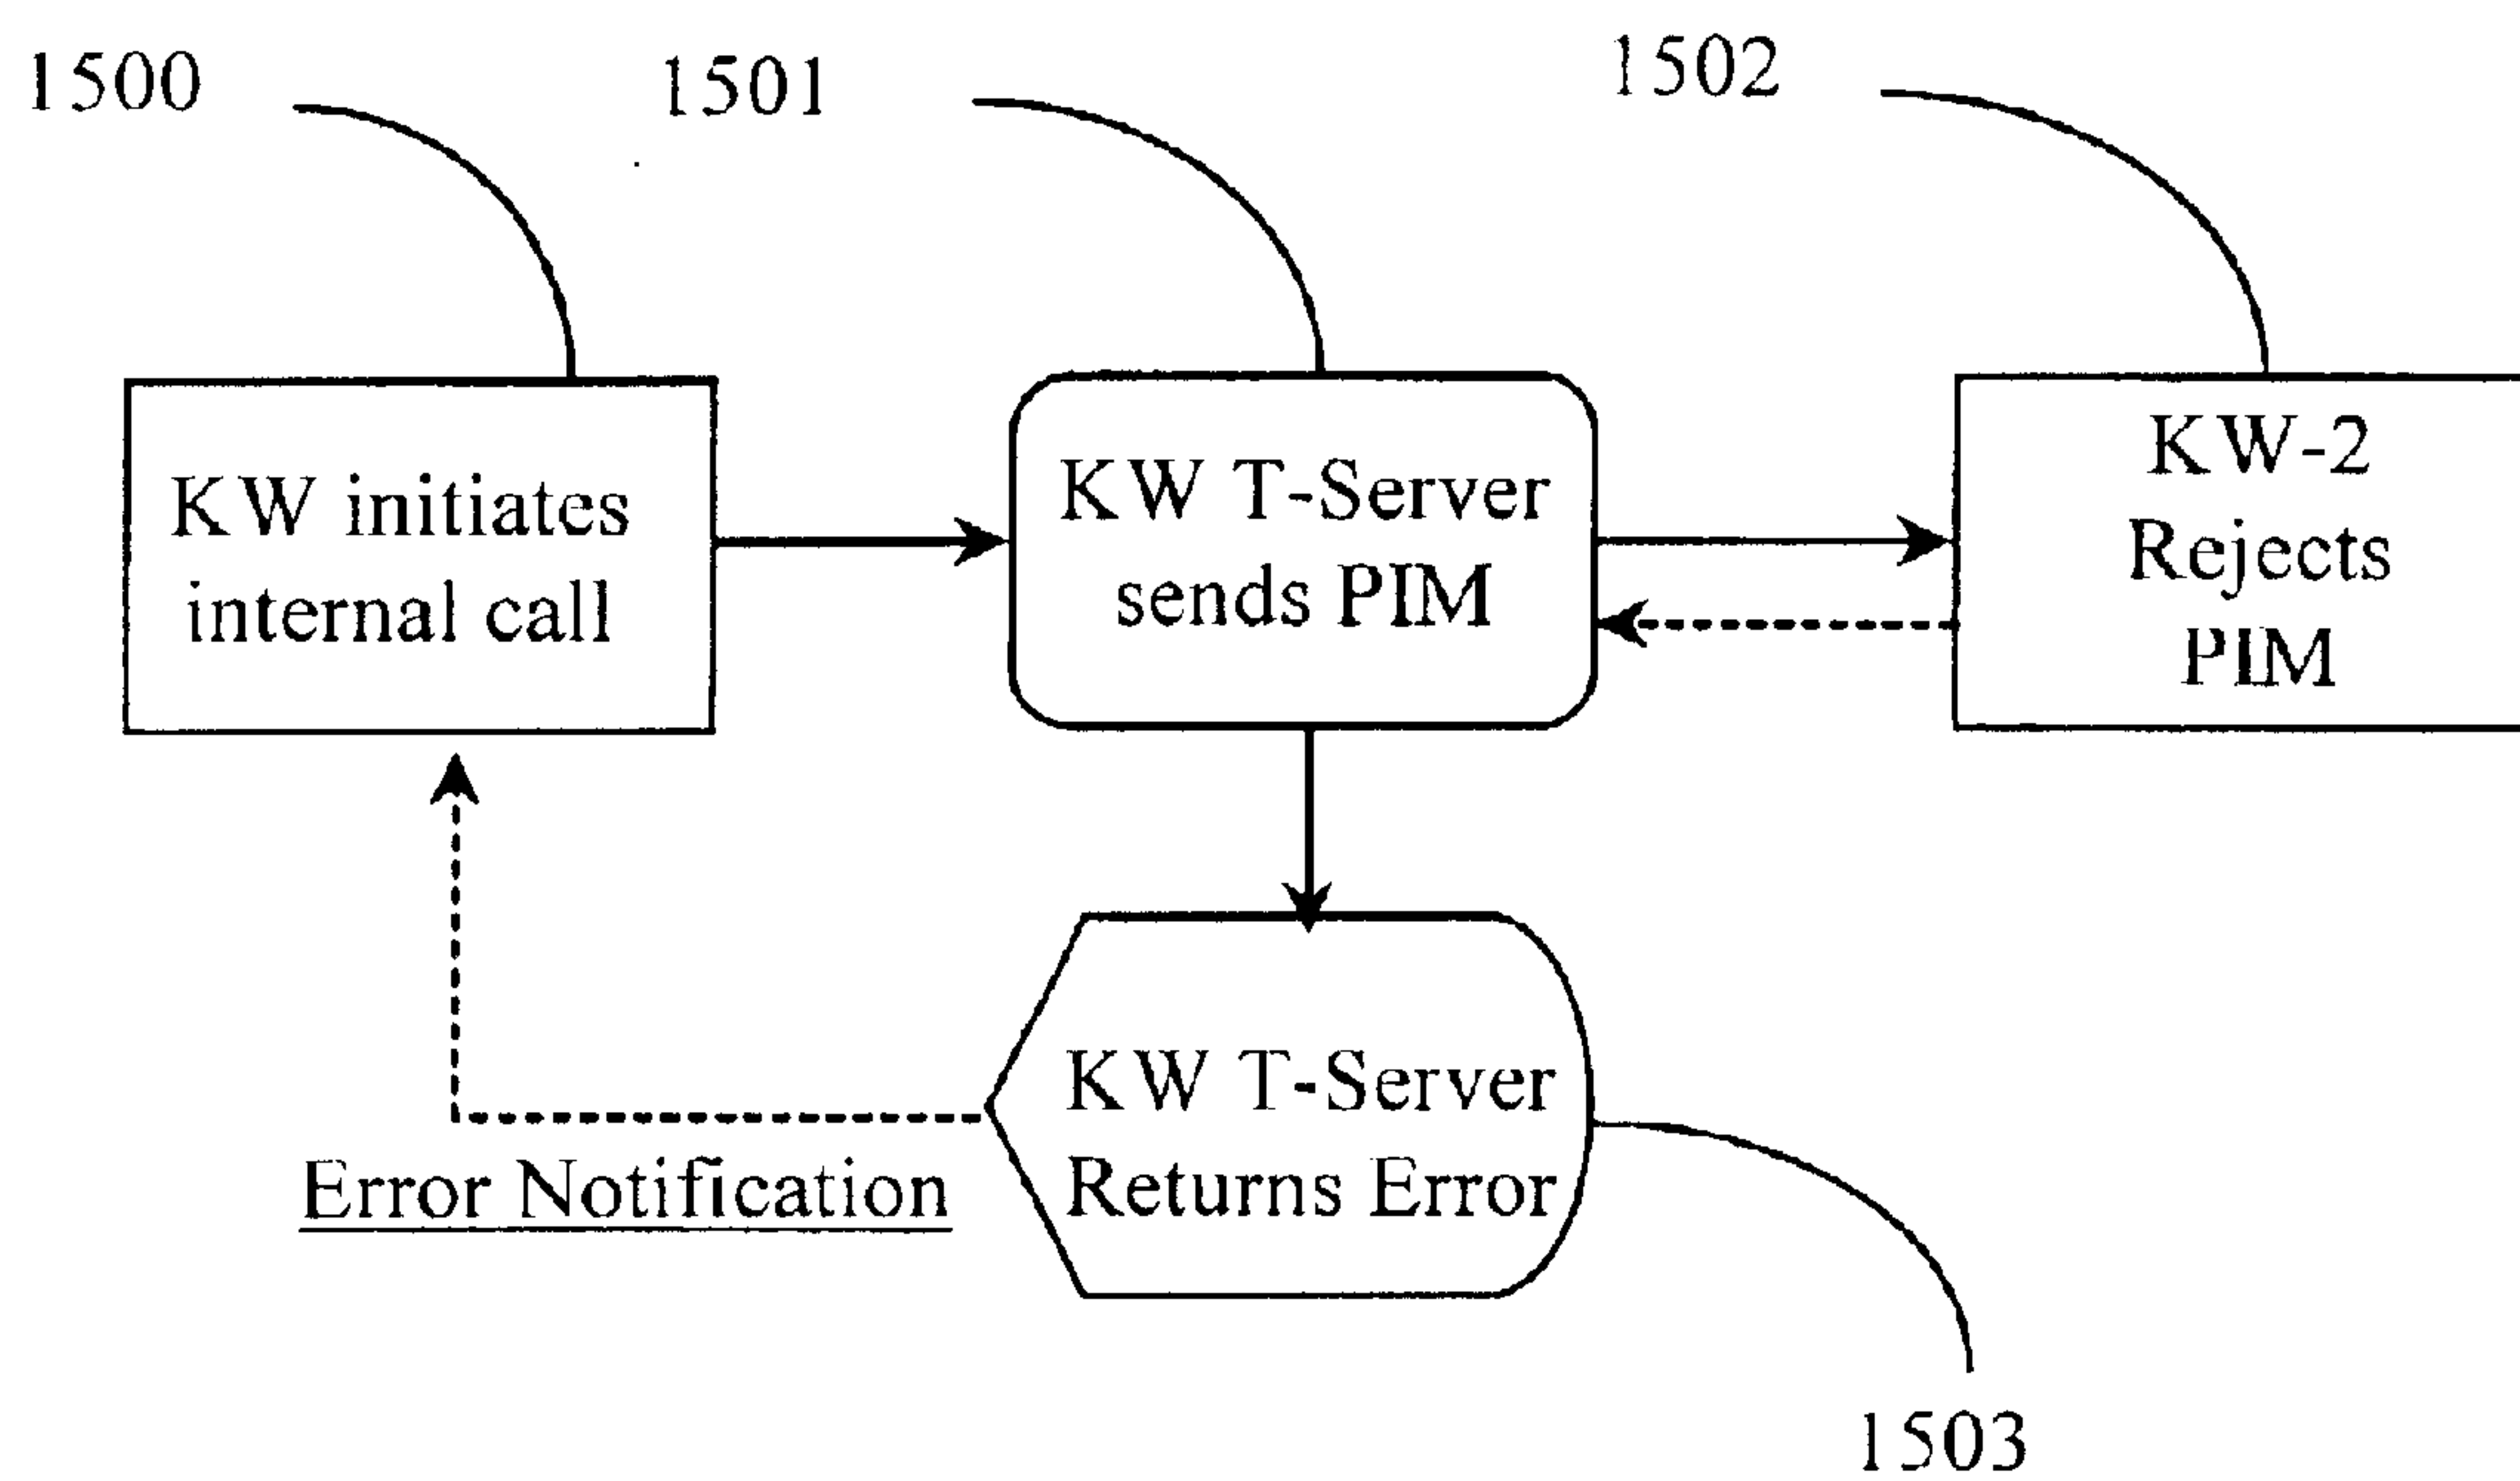 1500
1501
1502
KW initiates
internal call
KW T-Server
sends PIM
KW-2
Rejects
PIM
KW T-Server
Returns Error
Error Notification
1503